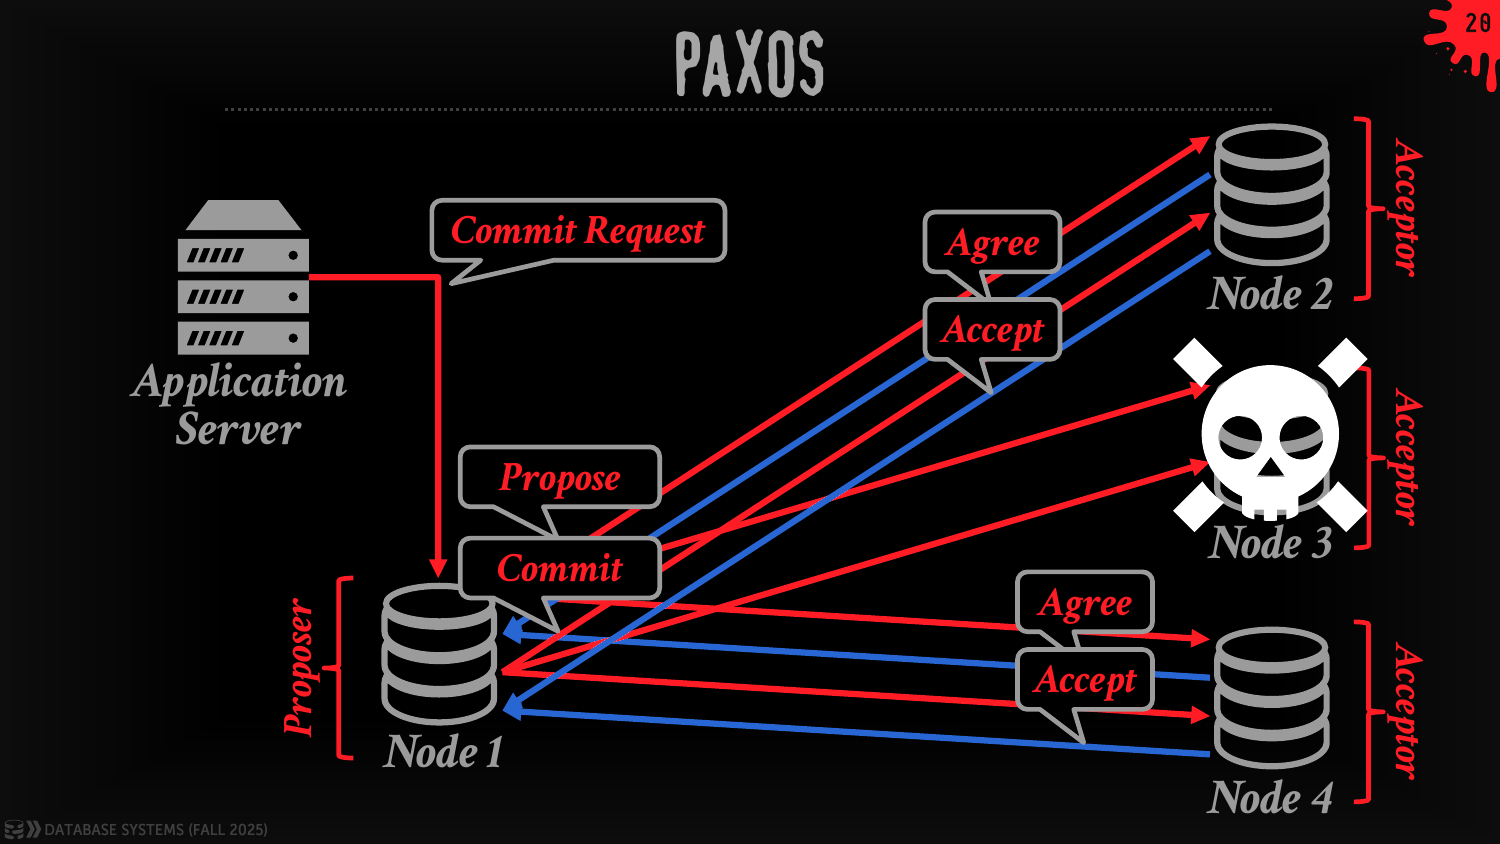 PAXOS
20
Application
Server
Commit Request
Agree
Accept
Node 2
Acceptor
Propose
Commit
Node 3
Acceptor
Proposer
Node 1
Agree
Accept
Node 4
Acceptor
DATABASE SYSTEMS (FALL 2025)